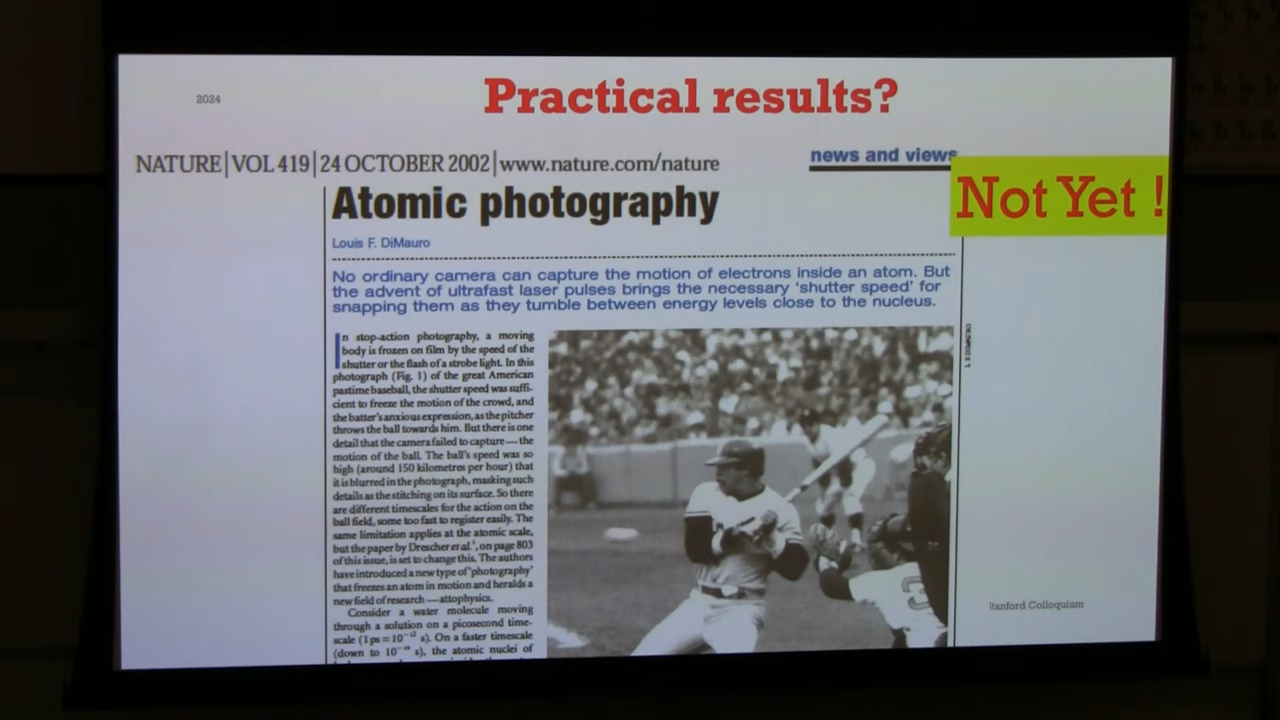 2024
Practical results?
NATURE|VOL 419|24 OCTOBER 2002|www.nature.com/nature
news and views
Not Yet !
Atomic photography
Louis F. DiMauro
No ordinary camera can capture the motion of electrons inside an atom. But
the advent of ultrafast laser pulses brings the necessary ‘shutter speed’ for
snapping them as they tumble between energy levels close to the nucleus.
In stop-action photography, a moving
body is frozen on film by the speed of the
shutter or the flash of a strobe light. In this
photograph (Fig. 1) of the great American
pastime baseball, the shutter speed was suffi-
cient to freeze the motion of the crowd, and
the batter's anxious expression, as the pitcher
throws the ball towards him. But there is one
detail that the camera failed to capture — the
motion of the ball. The ball's speed was so
high (around 150 kilometres per hour) that
it is blurred in the photograph, masking such
details as the stitching on its surface. So there
are different timescales for the action on the
ball field, some too fast to register easily. The
same limitation applies at the atomic scale,
but the paper by Drescher et al.¹, on page 803
of this issue, is set to change this. The authors
have introduced a new type of 'photography'
that freezes an atom in motion and heralds a
new field of research — attophysics.
Consider a water molecule moving
through a solution on a picosecond time-
scale (1 ps = 10⁻¹² s). On a faster timescale
(down to s), the atomic nuclei of
3
Stanford Colloquium